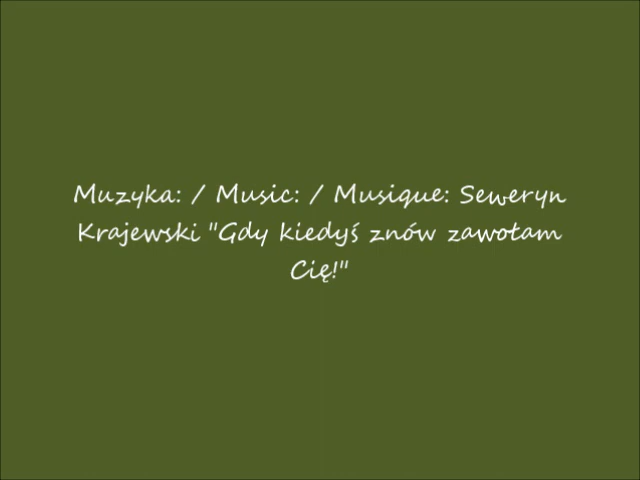 Muzyka: / Music: / Musique: Seweryn
Krajewski "Gdy kiedyś znów zawołam
Cię!"